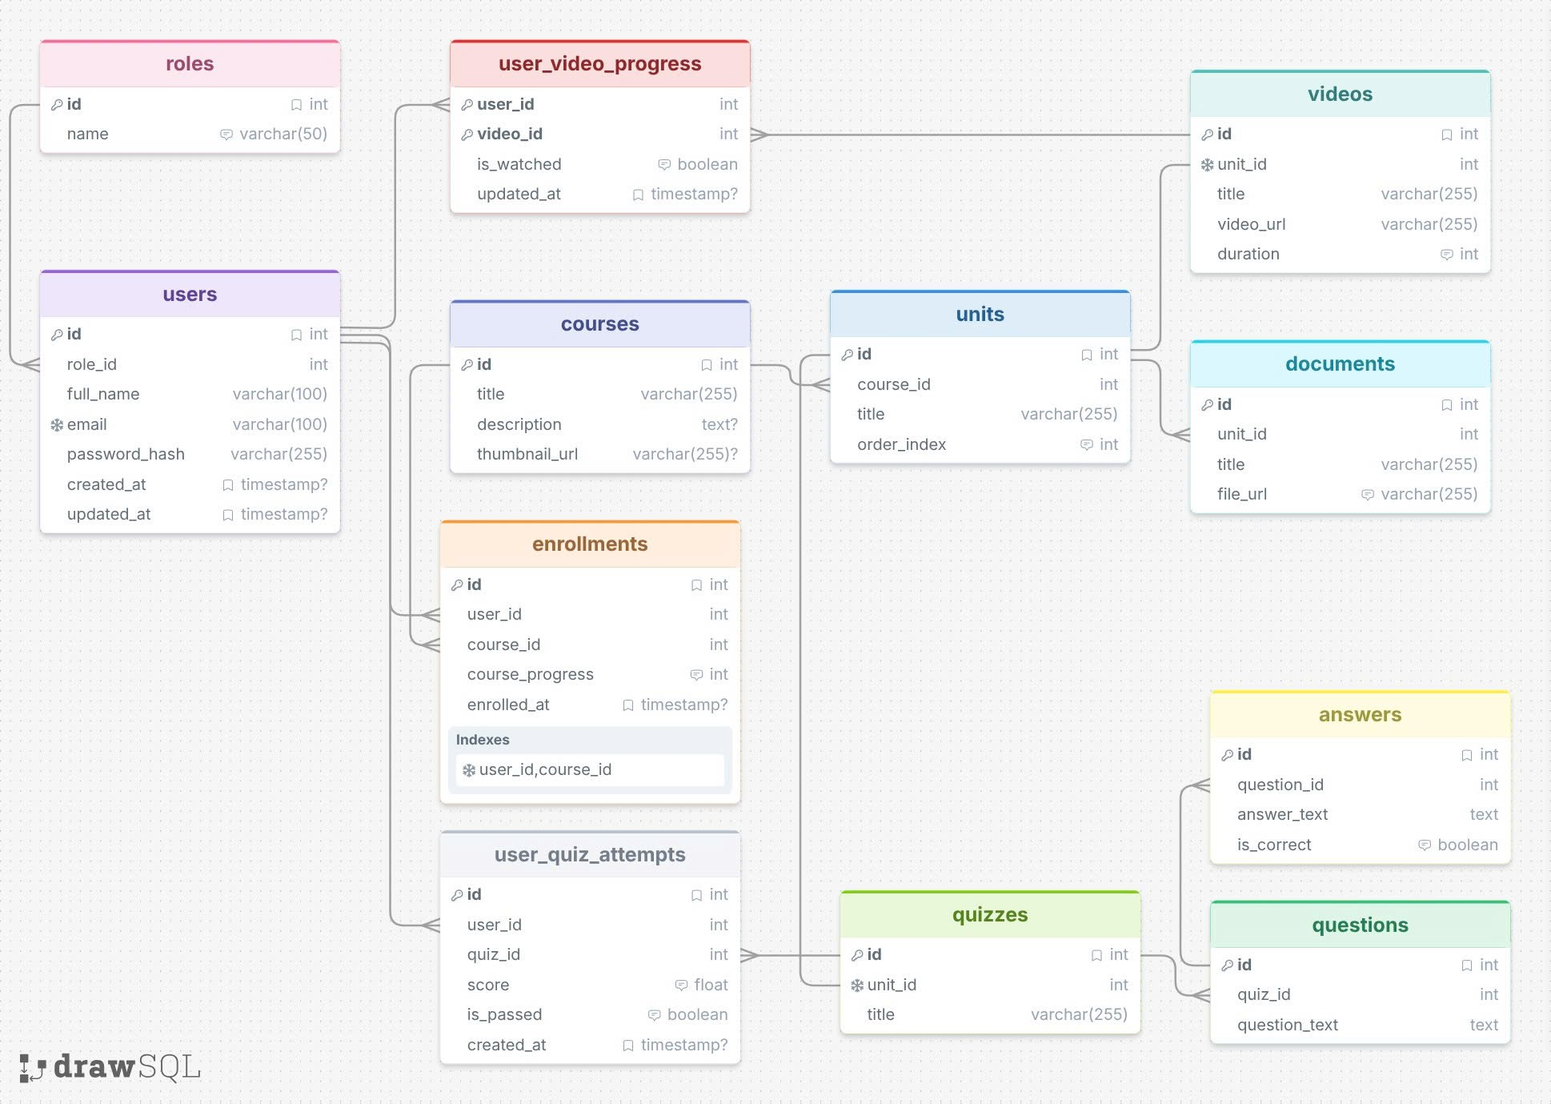 roles
id int
name varchar(50)
user_video_progress
user_id int
video_id int
is_watched boolean
updated_at timestamp?
videos
id int
unit_id int
title varchar(255)
video_url varchar(255)
duration int
users
id int
role_id int
full_name varchar(100)
email varchar(100)
password_hash varchar(255)
created_at timestamp?
updated_at timestamp?
courses
id int
title varchar(255)
description text?
thumbnail_url varchar(255)?
units
id int
course_id int
title varchar(255)
order_index int
documents
id int
unit_id int
title varchar(255)
file_url varchar(255)
enrollments
id int
user_id int
course_id int
course_progress int
enrolled_at timestamp?
Indexes
user_id,course_id
answers
id int
question_id int
answer_text text
is_correct boolean
user_quiz_attempts
id int
user_id int
quiz_id int
score float
is_passed boolean
created_at timestamp?
quizzes
id int
unit_id int
title varchar(255)
questions
id int
quiz_id int
question_text text
drawSQL